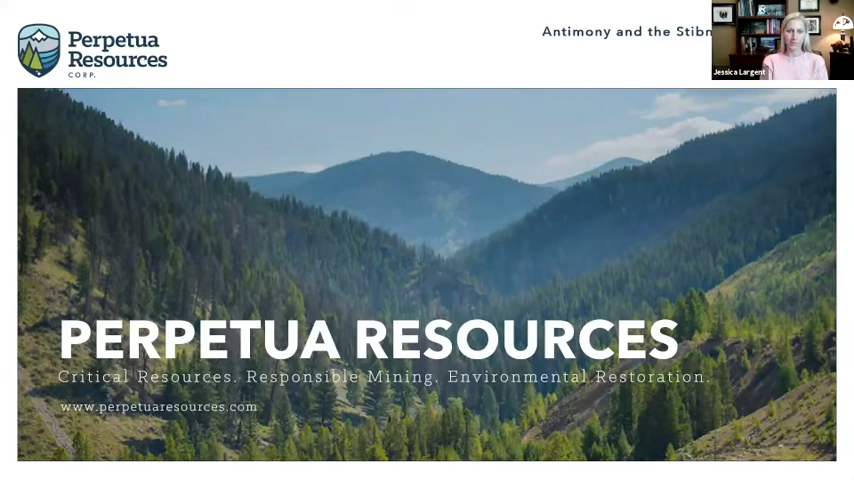 Perpetua
Resources
CORP.
Antimony and the Stibn
Jessica Largent
PERPETUA RESOURCES
Critical Resources. Responsible Mining. Environmental Restoration.
www.perpetuaresources.com